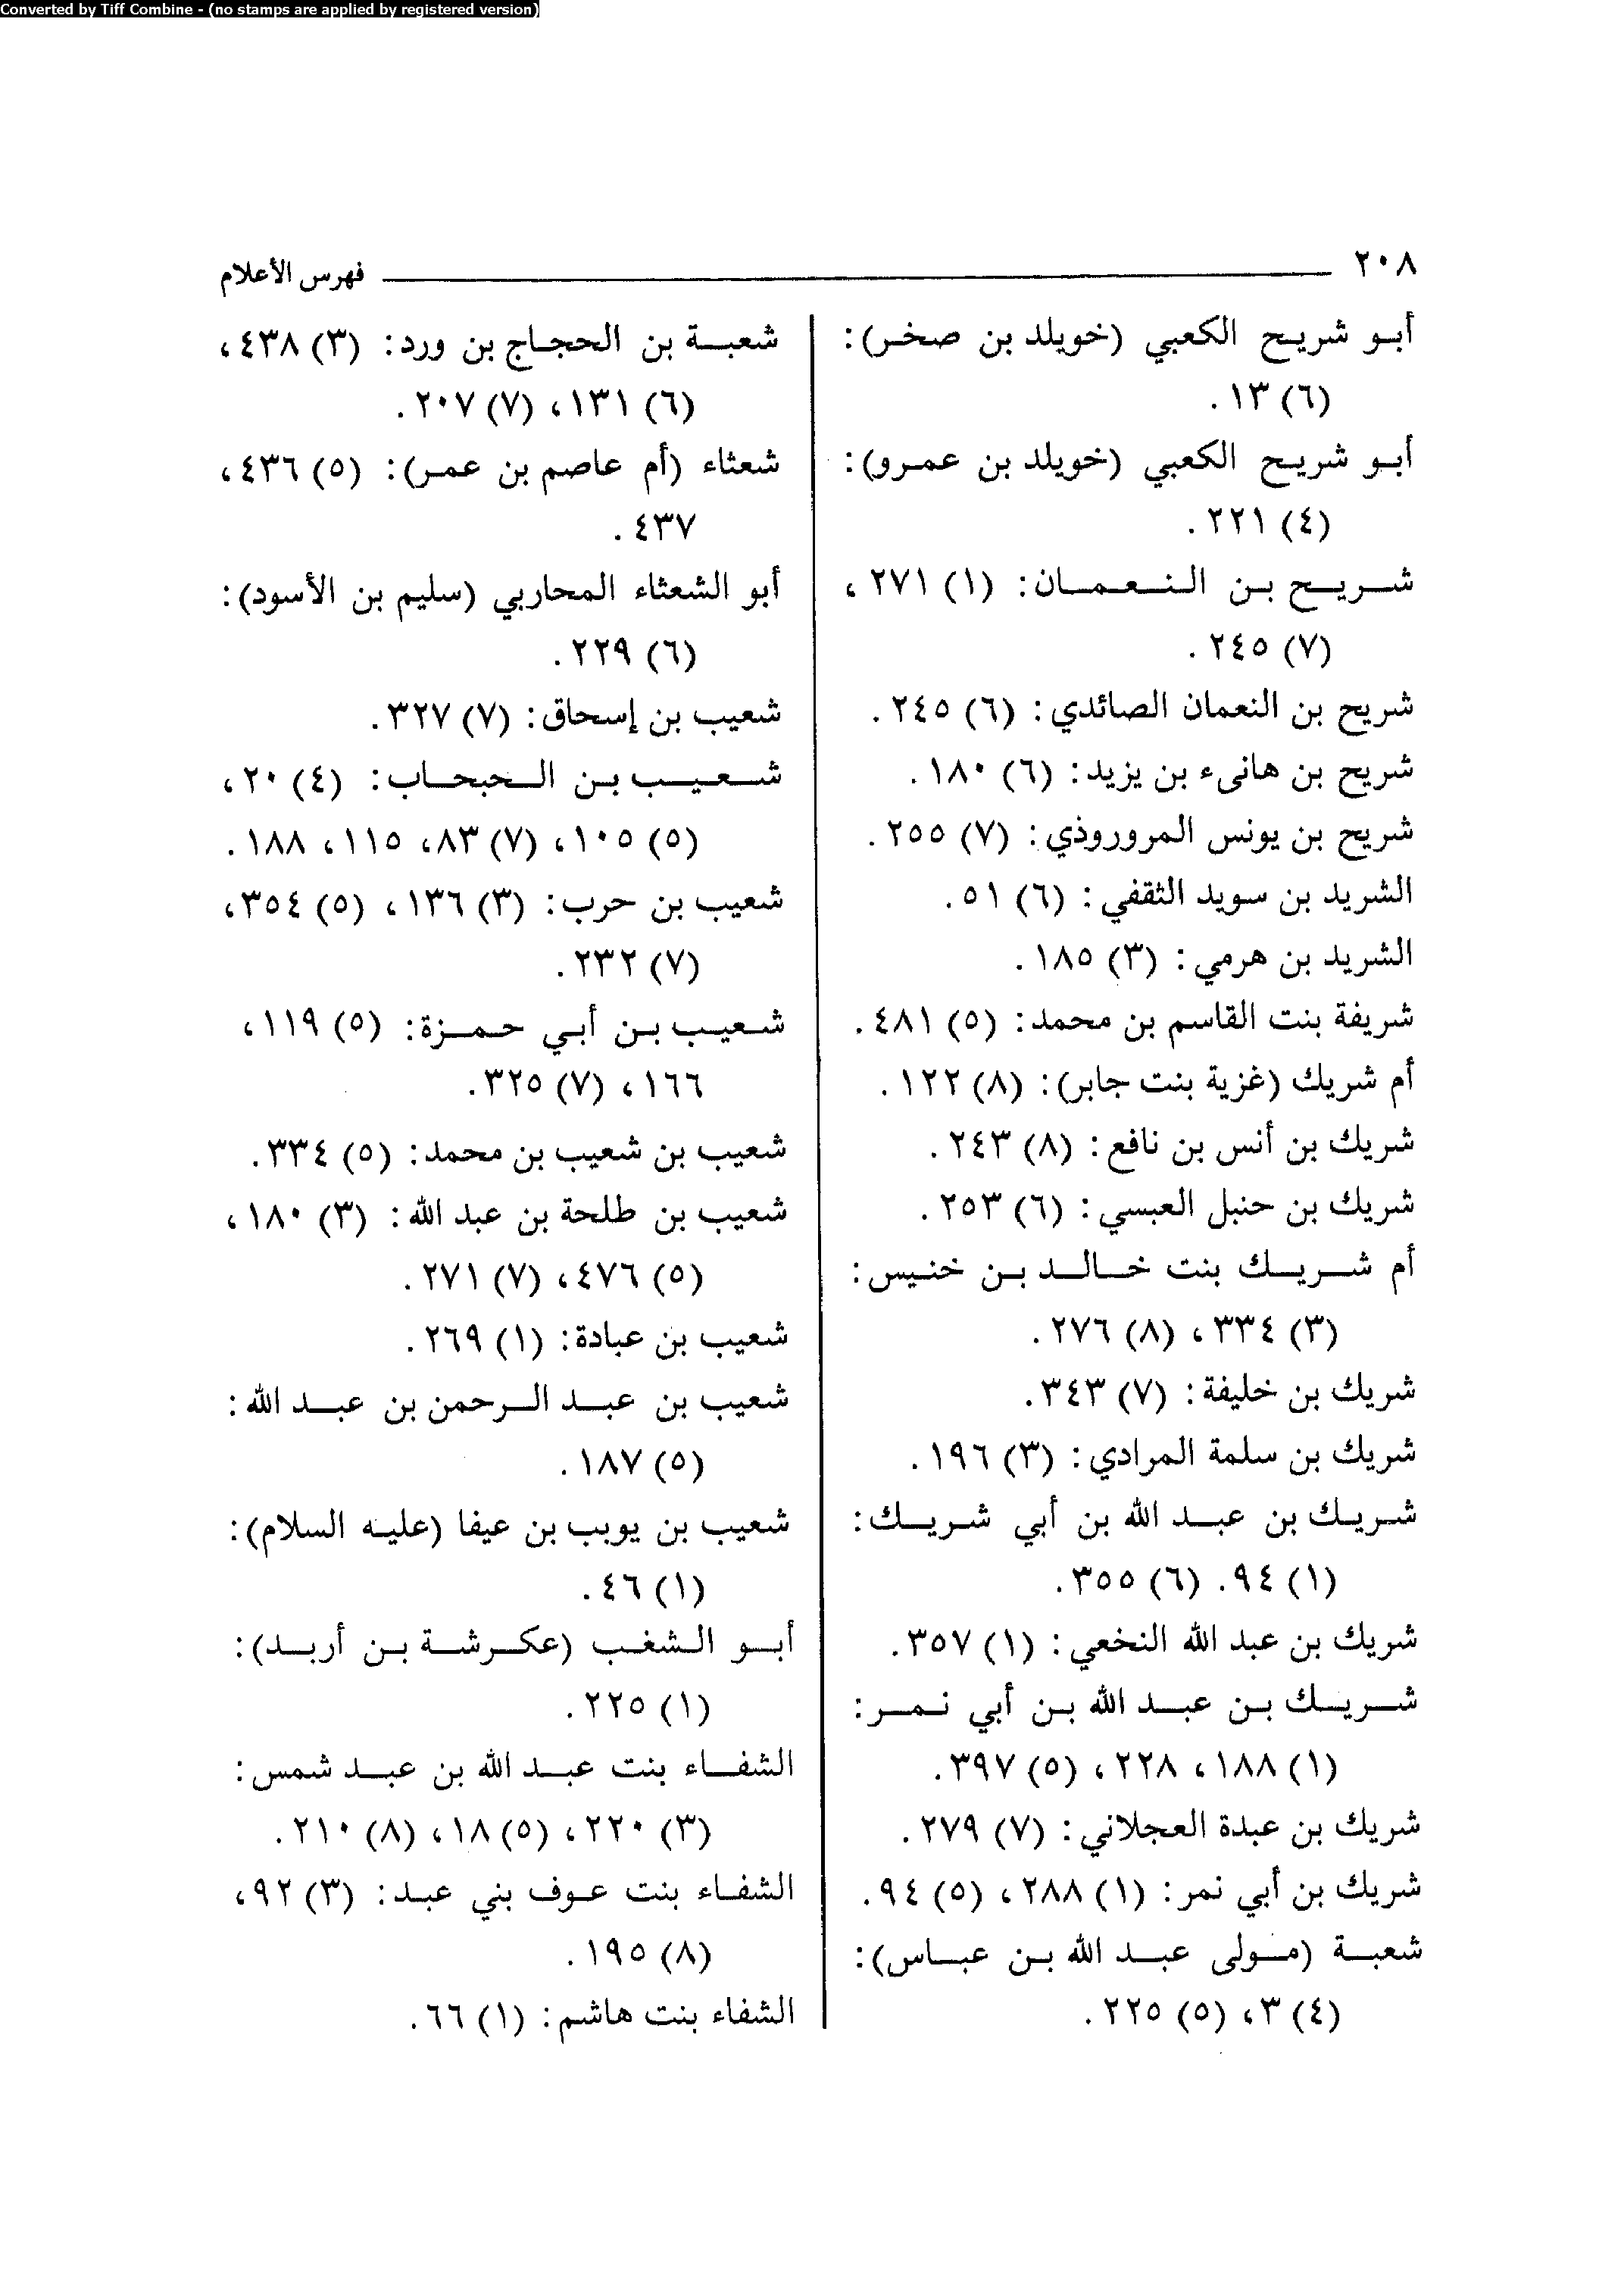 Converted by Tiff Combine - (no stamps are applied by registered version)
٢٠٨
فهرس الأعلام
أبو شريح الكعبي (خويلد بن صخر):
(٦) ١٣.
أبو شريح الكعبي (خويلد بن عمرو):
(٤) ٢٢١.
شريح بن النعمان: (١) ٢٧١،
(٧) ٢٤٥.
شريح بن النعمان الصائدي: (٦) ٢٤٥.
شريح بن هانىء بن يزيد: (٦) ١٨٠.
شريح بن يونس المروروذي: (٧) ٢٥٥.
الشريد بن سويد الثقفي: (٦) ٥١.
الشريد بن هرمي: (٣) ١٨٥.
شريفة بنت القاسم بن محمد: (٥) ٤٨١.
أم شريك (غزية بنت جابر): (٨) ١٢٢.
شريك بن أنس بن نافع: (٨) ٢٤٣.
شريك بن حنبل العبسي: (٦) ٢٥٣.
أم شريك بنت خالد بن خنيس:
(٣) ٣٣٤، (٨) ٢٧٦.
شريك بن خليفة: (٧) ٣٤٣.
شريك بن سلمة المرادي: (٣) ١٩٦.
شريك بن عبد الله بن أبي شريك:
(١) ٩٤. (٦) ٣٥٥.
شريك بن عبد الله النخعي: (١) ٣٥٧.
شريك بن عبد الله بن أبي نمر:
(١) ١٨٨، ٢٢٨، (٥) ٣٩٧.
شريك بن عبدة العجلاني: (٧) ٢٧٩.
شريك بن أبي نمر: (١) ٢٨٨، (٥) ٩٤.
شعبة (مولى عبد الله بن عباس):
(٤) ٣، (٥) ٢٢٥.
شعبة بن الحجاج بن ورد: (٣) ٤٣٨،
(٦) ١٣١، (٧) ٢٠٧.
شعثاء (أم عاصم بن عمر): (٥) ٤٣٦،
٤٣٧.
أبو الشعثاء المحاربي (سليم بن الأسود):
(٦) ٢٢٩.
شعيب بن إسحاق: (٧) ٣٢٧.
شعيب بن الحبحاب: (٤) ٢٠،
(٥) ١٠٥، (٧) ٨٣، ١١٥، ١٨٨.
شعيب بن حرب: (٣) ١٣٦، (٥) ٣٥٤،
(٧) ٢٣٢.
شعيب بن أبي حمزة: (٥) ١١٩،
١٦٦، (٧) ٣٢٥.
شعيب بن شعيب بن محمد: (٥) ٣٣٤.
شعيب بن طلحة بن عبد الله: (٣) ١٨٠،
(٥) ٤٧٦، (٧) ٢٧١.
شعيب بن عبادة: (١) ٢٦٩.
شعيب بن عبد الرحمن بن عبد الله:
(٥) ١٨٧.
شعيب بن يوبب بن عيفا (عليه السلام):
(١) ٤٦.
أبو الشغب (عكرشة بن أربد):
(١) ٢٢٥.
الشفاء بنت عبد الله بن عبد شمس:
(٣) ٢٢٠، (٥) ١٨، (٨) ٢١٠.
الشفاء بنت عوف بني عبد: (٣) ٩٢،
(٨) ١٩٥.
الشفاء بنت هاشم: (١) ٦٦.